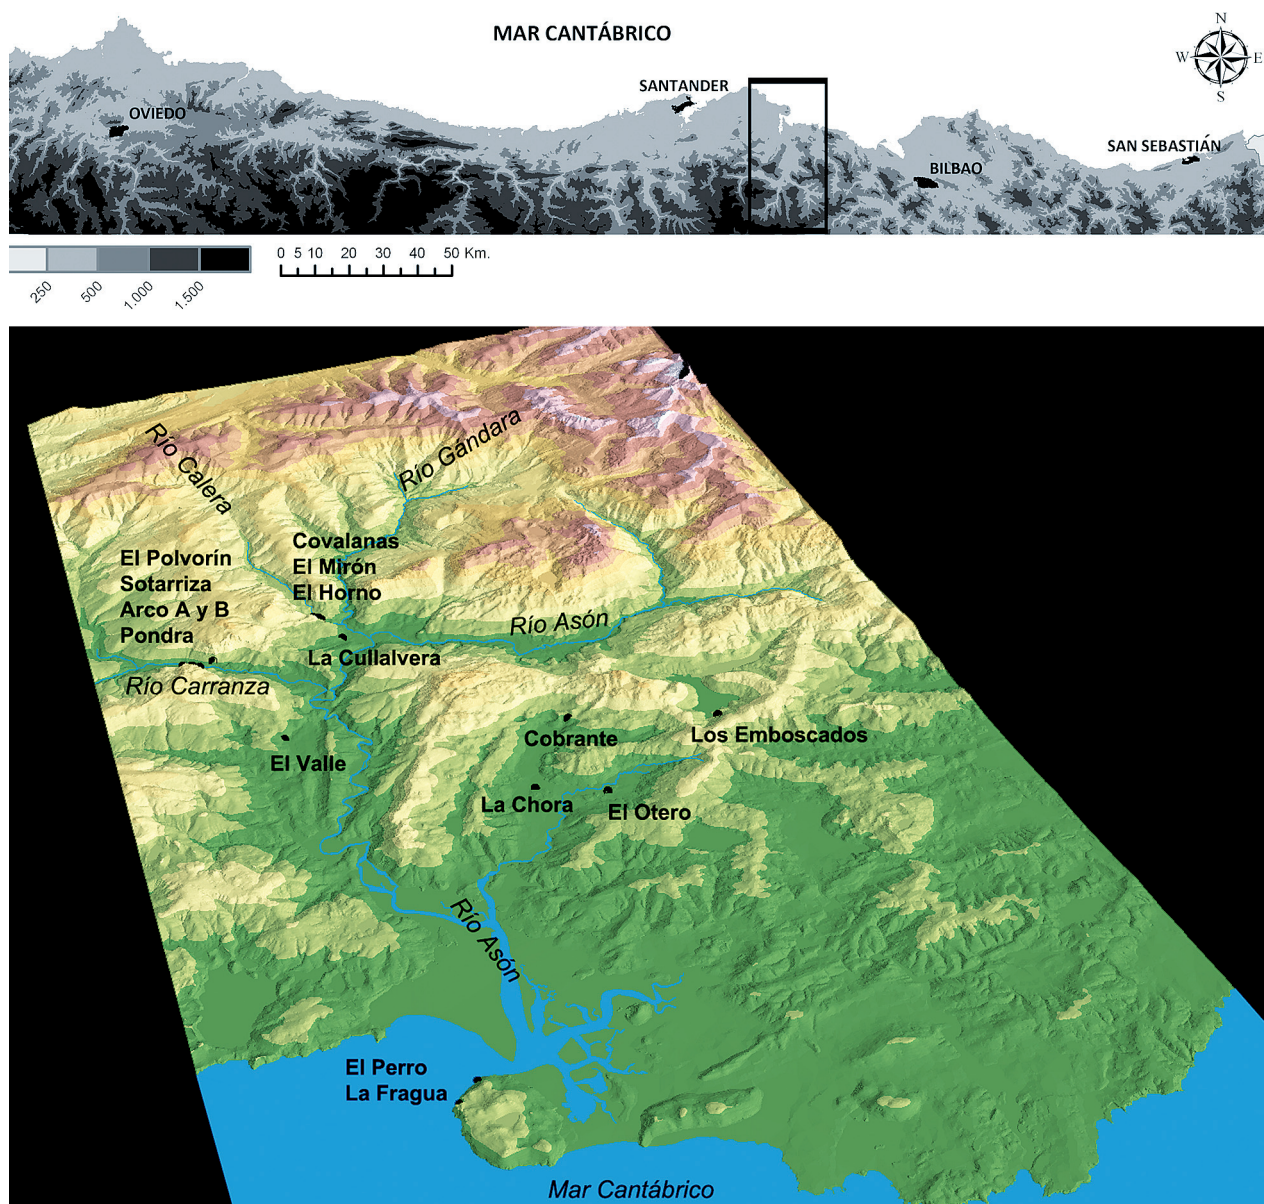 MAR CANTÁBRICO
N
W E
S
SANTANDER
OVIEDO
SAN SEBASTIÁN
BILBAO
0 5 10 20 30 40 50 Km.
250 500 1.000 1.500
Río Calera
Río Gándara
Covalanas
El Mirón
El Horno
El Polvorín
Sotarriza
Arco A y B
Pondra
Río Asón
La Cullalvera
Río Carranza
Cobrante
Los Emboscados
El Valle
La Chora
El Otero
Río Asón
El Perro
La Fragua
Mar Cantábrico